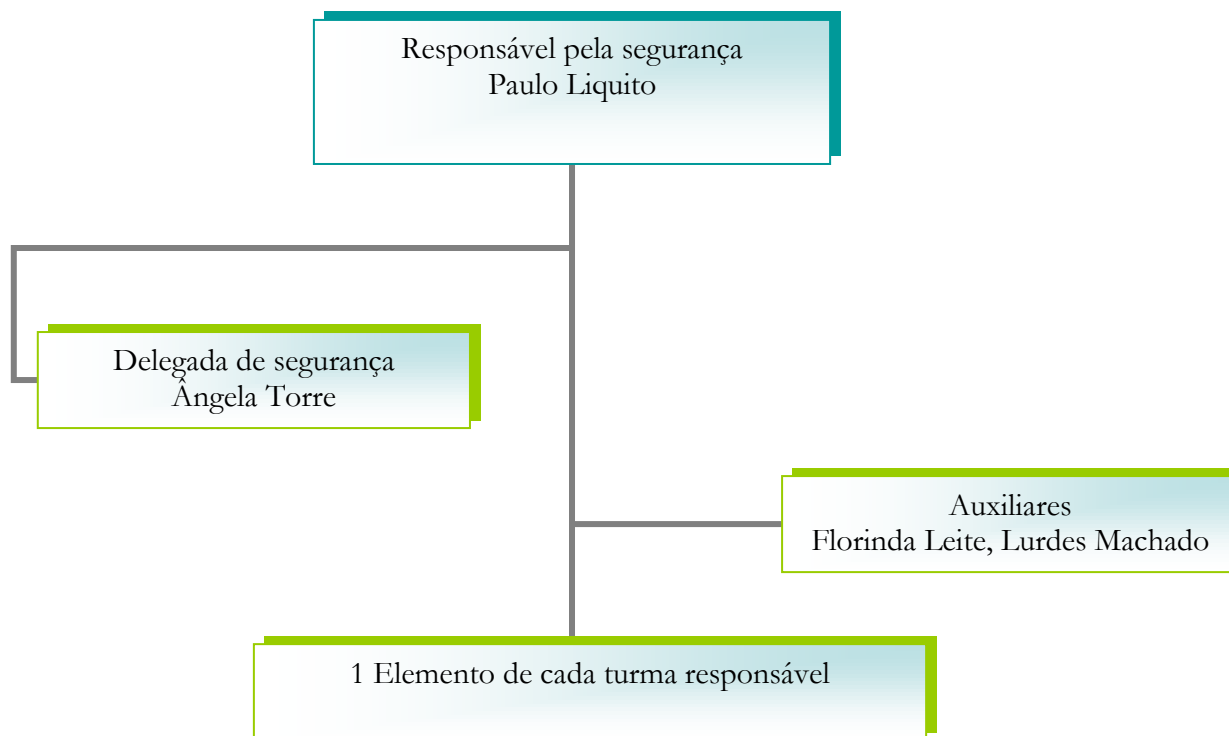 Responsável pela segurança
Paulo Liquito
Delegada de segurança
Ângela Torre
Auxiliares
Florinda Leite, Lurdes Machado
1 Elemento de cada turma responsável